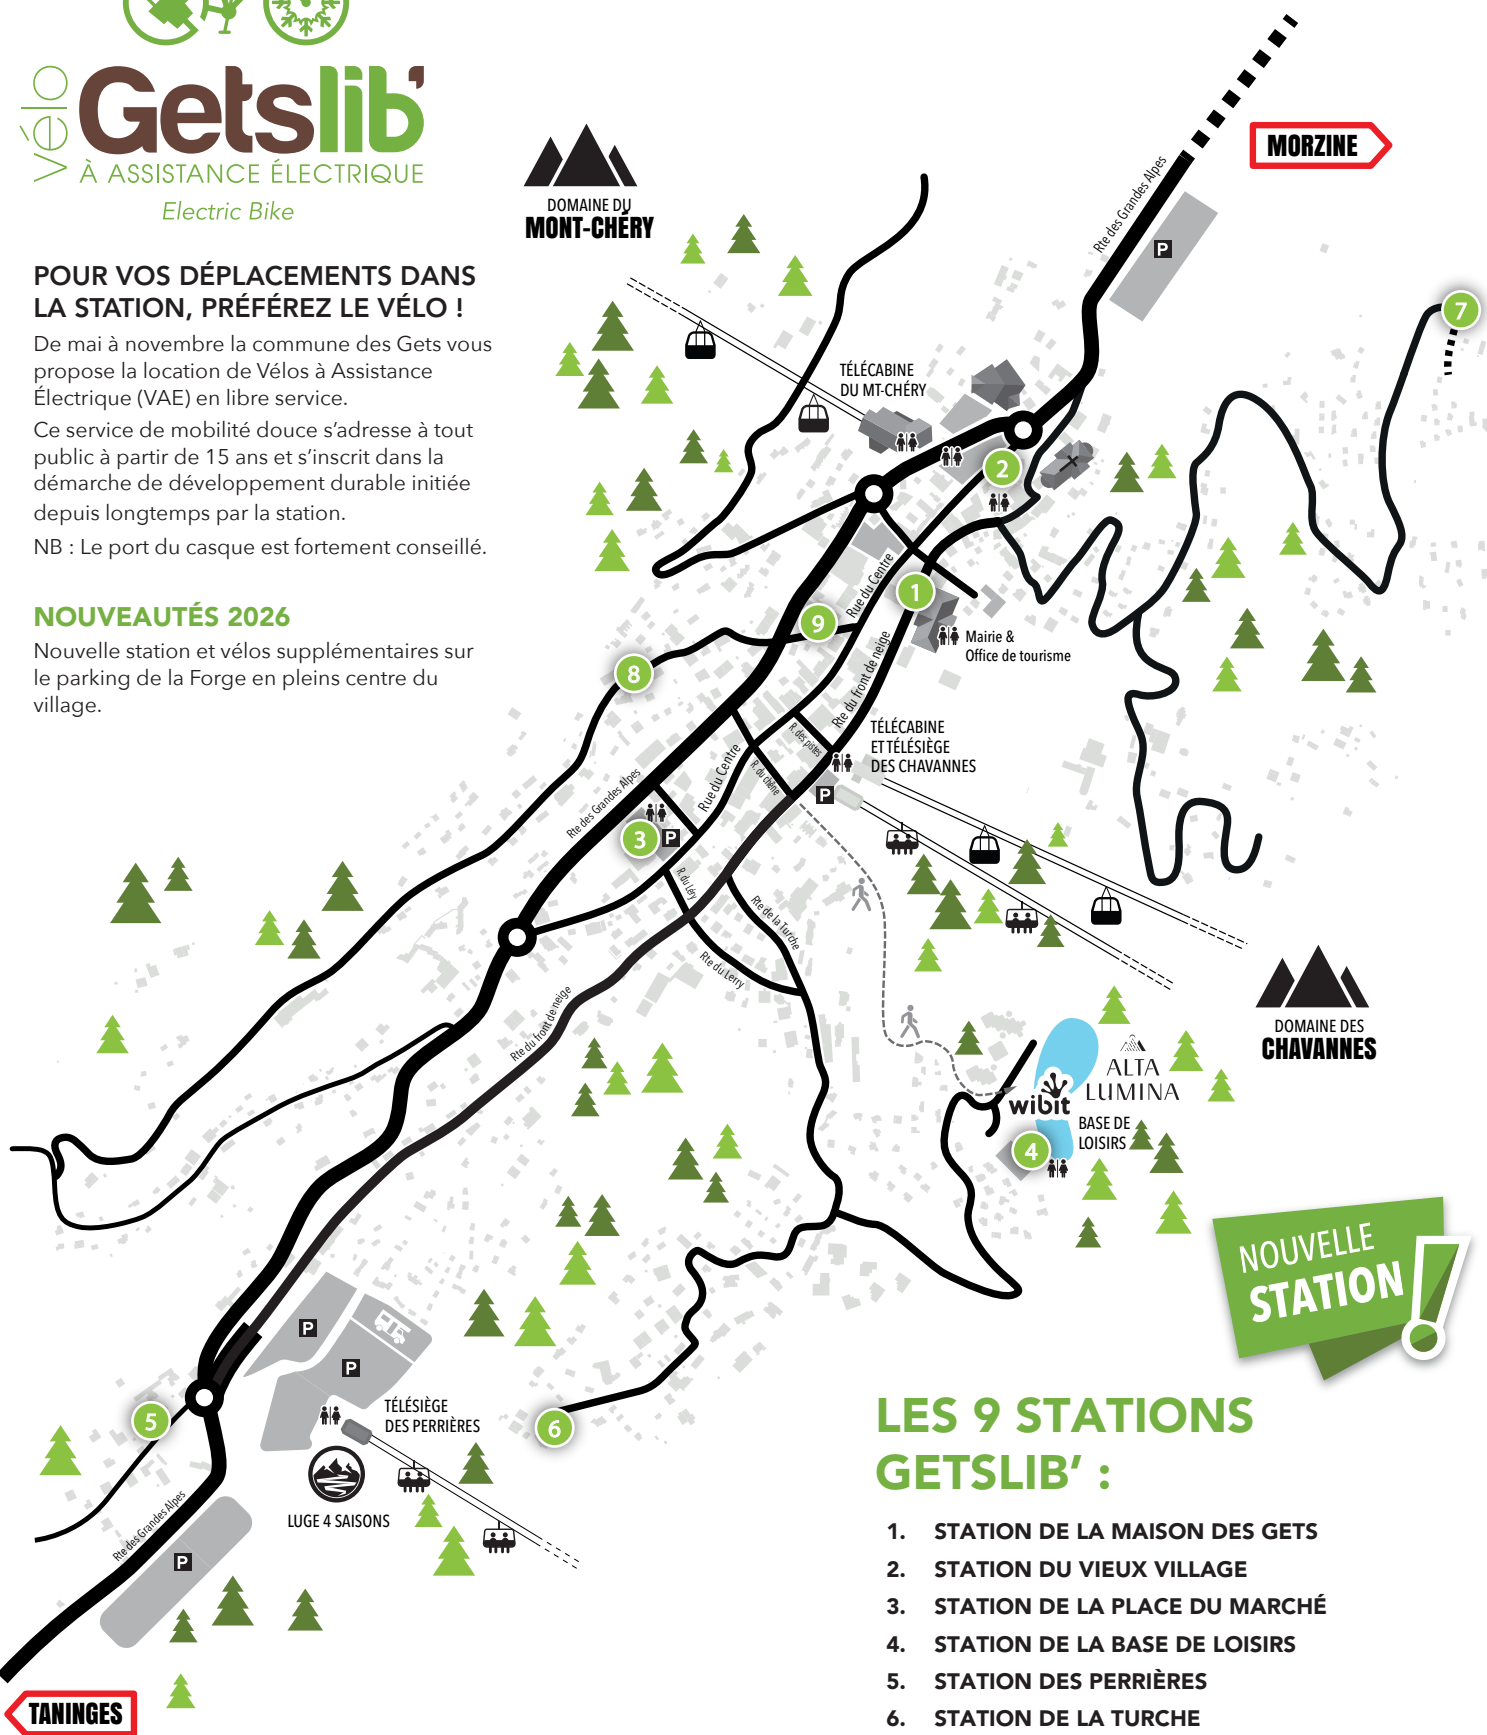 vélo
Getslib'
À ASSISTANCE ÉLECTRIQUE
Electric Bike
POUR VOS DÉPLACEMENTS DANS
LA STATION, PRÉFÉREZ LE VÉLO !
De mai à novembre la commune des Gets vous
propose la location de Vélos à Assistance
Électrique (VAE) en libre service.
Ce service de mobilité douce s'adresse à tout
public à partir de 15 ans et s'inscrit dans la
démarche de développement durable initiée
depuis longtemps par la station.
NB : Le port du casque est fortement conseillé.
NOUVEAUTÉS 2026
Nouvelle station et vélos supplémentaires sur
le parking de la Forge en pleins centre du
village.
DOMAINE DU
MONT-CHÉRY
MORZINE
Rte des Grandes Alpes
P
7
TÉLÉCABINE
DU MT-CHÉRY
2
1
Rue du Centre
9
Mairie &
Office de tourisme
8
Rte du front de neige
R. des pistes
TÉLÉCABINE
ET TÉLÉSIÈGE
DES CHAVANNES
P
R. du chêne
Rue du Centre
Rte des Grandes Alpes
3
P
R. du Léry
Rte de la Turche
Rte du Lerry
Rte du front de neige
DOMAINE DES
CHAVANNES
ALTA
LUMINA
wibit
BASE DE
LOISIRS
4
NOUVELLE
STATION !
P
P
TÉLÉSIÈGE
DES PERRIÈRES
5
6
LUGE 4 SAISONS
Rte des Grandes Alpes
P
TANINGES
LES 9 STATIONS
GETSLIB' :
1. STATION DE LA MAISON DES GETS
2. STATION DU VIEUX VILLAGE
3. STATION DE LA PLACE DU MARCHÉ
4. STATION DE LA BASE DE LOISIRS
5. STATION DES PERRIÈRES
6. STATION DE LA TURCHE